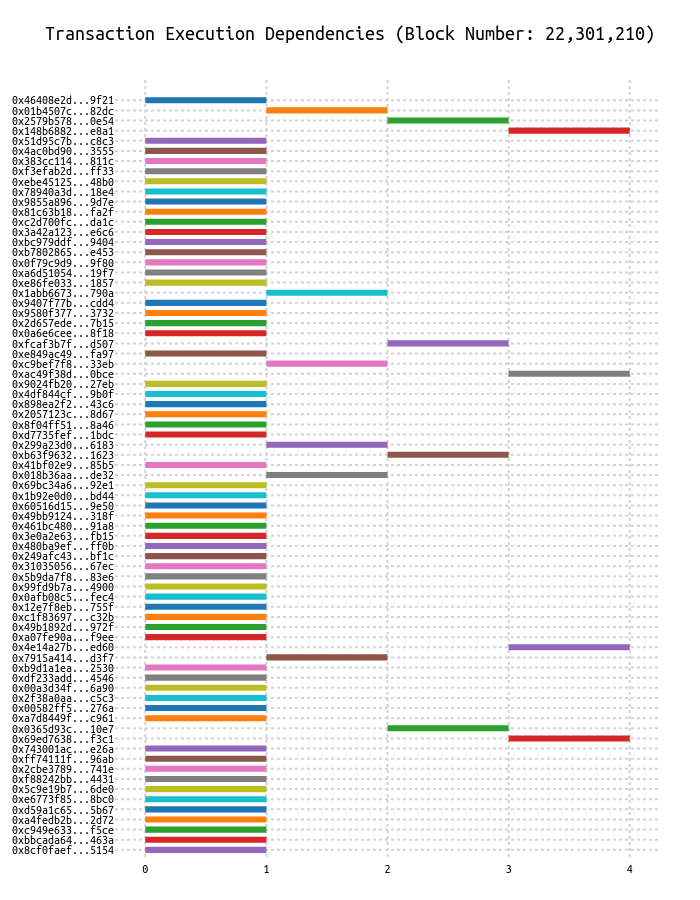 Transaction Execution Dependencies (Block Number: 22,301,210)
0x46408e2d...9f21
0x01b4507c...82dc
0x2579b578...0e54
0x148b6882...e8a1
0x51d95c7b...c8c3
0x4ac0bd90...3555
0x383cc114...811c
0xf3efab2d...ff33
0xebe45125...48b0
0x78940a3d...18e4
0x9855a896...9d7e
0x81c63b18...fa2f
0xc2d700fc...da1c
0x3a42a123...e6c6
0xbc979ddf...9404
0xb7802865...e453
0x0f79c9d9...9f80
0xa6d51054...19f7
0xe86fe033...1857
0x1abb6673...790a
0x9407f77b...cdd4
0x9580f377...3732
0x2d657ede...7b15
0x0a6e6cee...8f18
0xfcaf3b7f...d507
0xe849ac49...fa97
0xc9bef7f8...33eb
0xac49f38d...0bce
0x9024fb20...27eb
0x4df844cf...9b0f
0x898ea2f2...43c6
0x2057123c...8d67
0x8f04ff51...8a46
0xd7735fef...1bdc
0x299a23d0...6183
0xb63f9632...1623
0x41bf02e9...85b5
0x018b36aa...de32
0x69bc34a6...92e1
0x1b92e0d0...bd44
0x60516d15...9e50
0x49bb9124...318f
0x461bc480...91a8
0x3e0a2e63...fb15
0x480ba9ef...ff0b
0x249afc43...bf1c
0x31035056...67ec
0x5b9da7f8...83e6
0x99fd9b7a...4900
0x0afb08c5...fec4
0x12e7f8eb...755f
0xc1f83697...c32b
0x49b1892d...972f
0xa07fe90a...f9ee
0x4e14a27b...ed60
0x7915a414...d3f7
0xb9d1a1ea...2530
0xdf233add...4546
0x00a3d34f...6a90
0x2f38a0aa...c5c3
0x00582ff5...276a
0xa7d8449f...c961
0x0365d93c...10e7
0x69ed7638...f3c1
0x743001ac...e26a
0xff74111f...96ab
0x2cbe3789...741e
0xf88242bb...4431
0x5c9e19b7...6de0
0xe6773f85...8bc0
0xd59a1c65...5b67
0xa4fedb2b...2d72
0xc949e633...f5ce
0xbbcada64...463a
0x8cf0faef...5154
0 1 2 3 4